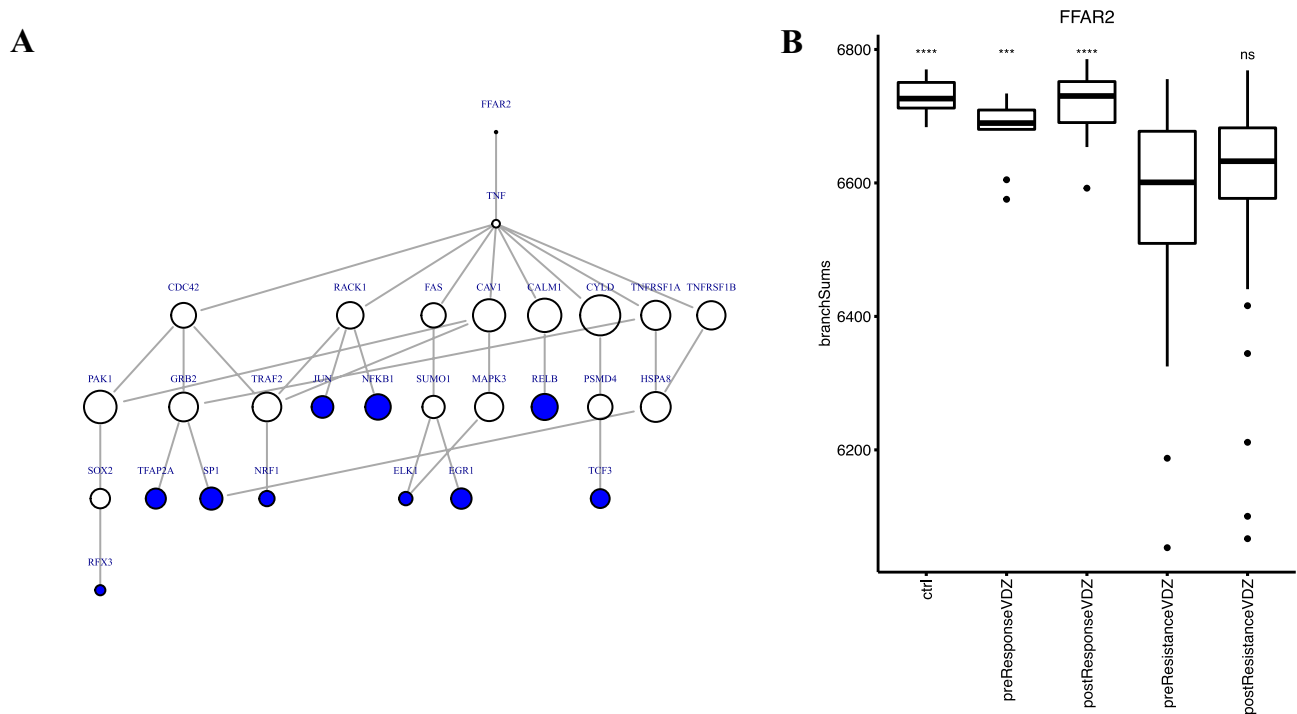 A
FFAR2
TNF
CDC42 RACK1 FAS CAV1 CALM1 CYLD TNFRSF1A TNFRSF1B
PAK1 GRB2 TRAF2 JUN NFKB1 SUMO1 MAPK3 RELB PSMD4 HSPA8
SOX2 TFAP2A SP1 NRF1 ELK1 EGR1 TCF3
RFX3
B
FFAR2
**** *** **** ns
branchSums
6800
6600
6400
6200
ctrl
preResponseVDZ
postResponseVDZ
preResistanceVDZ
postResistanceVDZ